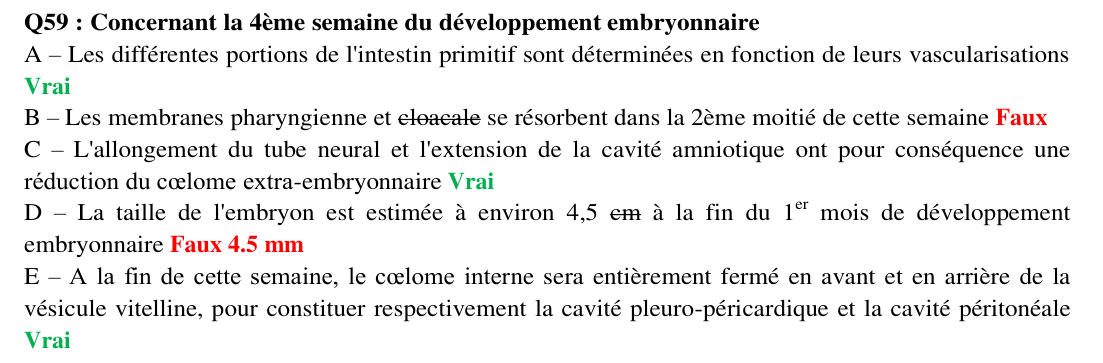 Q59 : Concernant la 4ème semaine du développement embryonnaire
A – Les différentes portions de l'intestin primitif sont déterminées en fonction de leurs vascularisations
Vrai
B – Les membranes pharyngienne et cloacale se résorbent dans la 2ème moitié de cette semaine Faux
C – L'allongement du tube neural et l'extension de la cavité amniotique ont pour conséquence une
réduction du cœlome extra-embryonnaire Vrai
D – La taille de l'embryon est estimée à environ 4,5 cm à la fin du 1er mois de développement
embryonnaire Faux 4.5 mm
E – A la fin de cette semaine, le cœlome interne sera entièrement fermé en avant et en arrière de la
vésicule vitelline, pour constituer respectivement la cavité pleuro-péricardique et la cavité péritonéale
Vrai